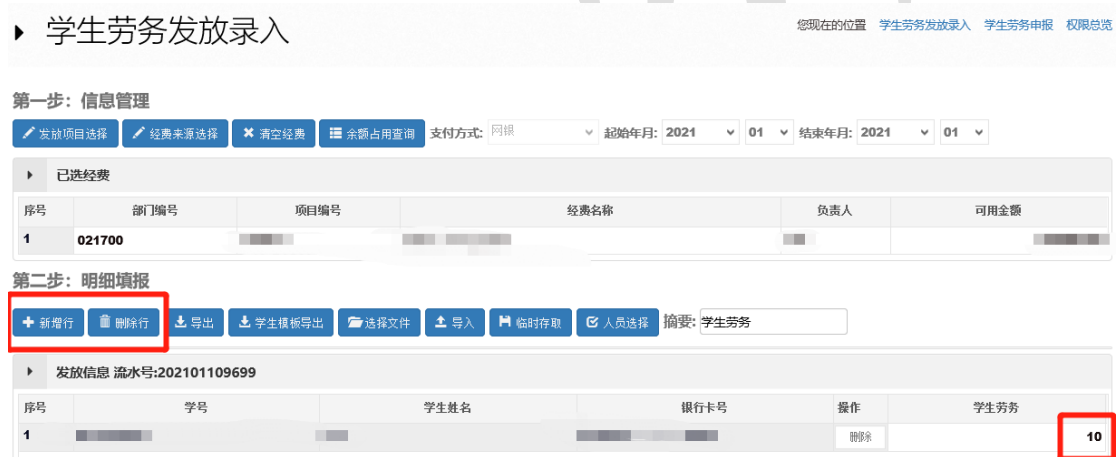 学生劳务发放录入
您现在的位置 学生劳务发放录入 学生劳务申报 权限总览
第一步：信息管理
发放项目选择 经费来源选择 清空经费 余额占用查询 支付方式: 网银 起始年月: 2021 01 结束年月: 2021 01
已选经费
序号 部门编号 项目编号 经费名称 负责人 可用金额
1 021700
第二步：明细填报
新增行 删除行 导出 学生模板导出 选择文件 导入 临时存取 人员选择 摘要: 学生劳务
发放信息 流水号:202101109699
序号 学号 学生姓名 银行卡号 操作 学生劳务
1 删除 10